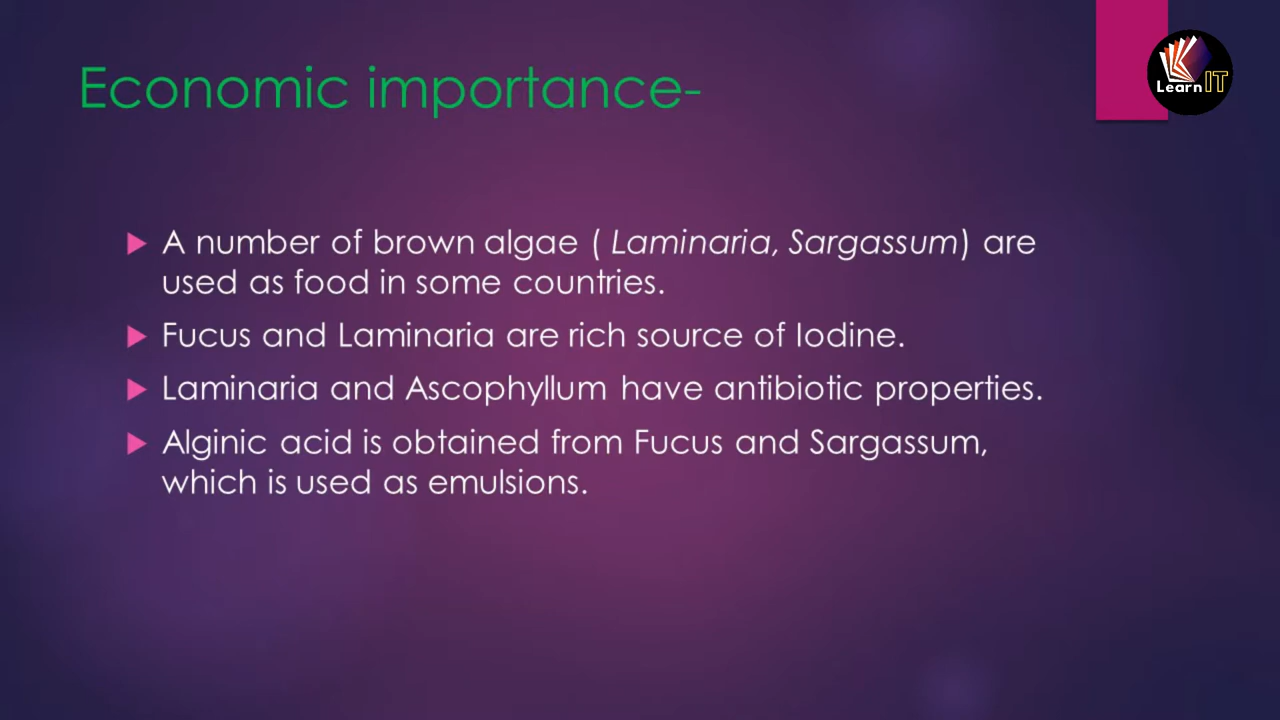 Economic importance-
Learn IT
A number of brown algae ( Laminaria, Sargassum) are
used as food in some countries.
Fucus and Laminaria are rich source of Iodine.
Laminaria and Ascophyllum have antibiotic properties.
Alginic acid is obtained from Fucus and Sargassum,
which is used as emulsions.